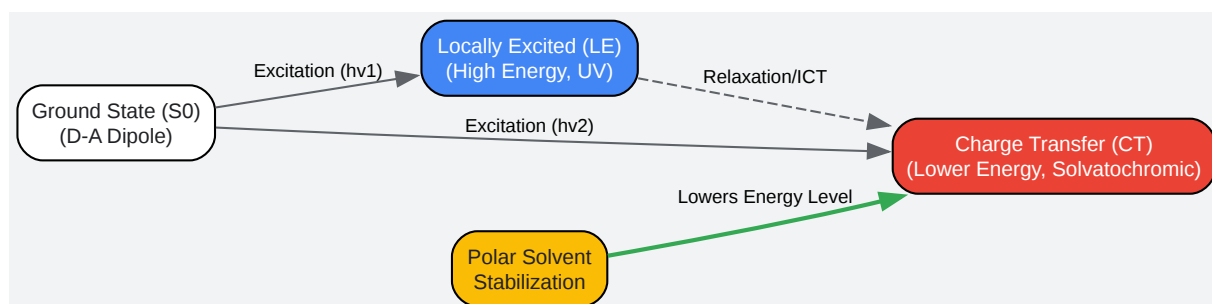 Locally Excited (LE)
(High Energy, UV)
Excitation (hv1)
Relaxation/ICT
Ground State (S0)
(D-A Dipole)
Excitation (hv2)
Charge Transfer (CT)
(Lower Energy, Solvatochromic)
Lowers Energy Level
Polar Solvent
Stabilization